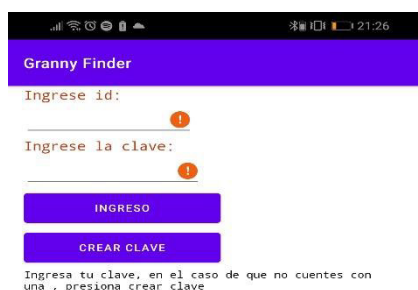 21:26
Granny Finder
Ingrese id:
!
Ingrese la clave:
!
INGRESO
CREAR CLAVE
Ingresa tu clave, en el caso de que no cuentes con
una , presiona crear clave